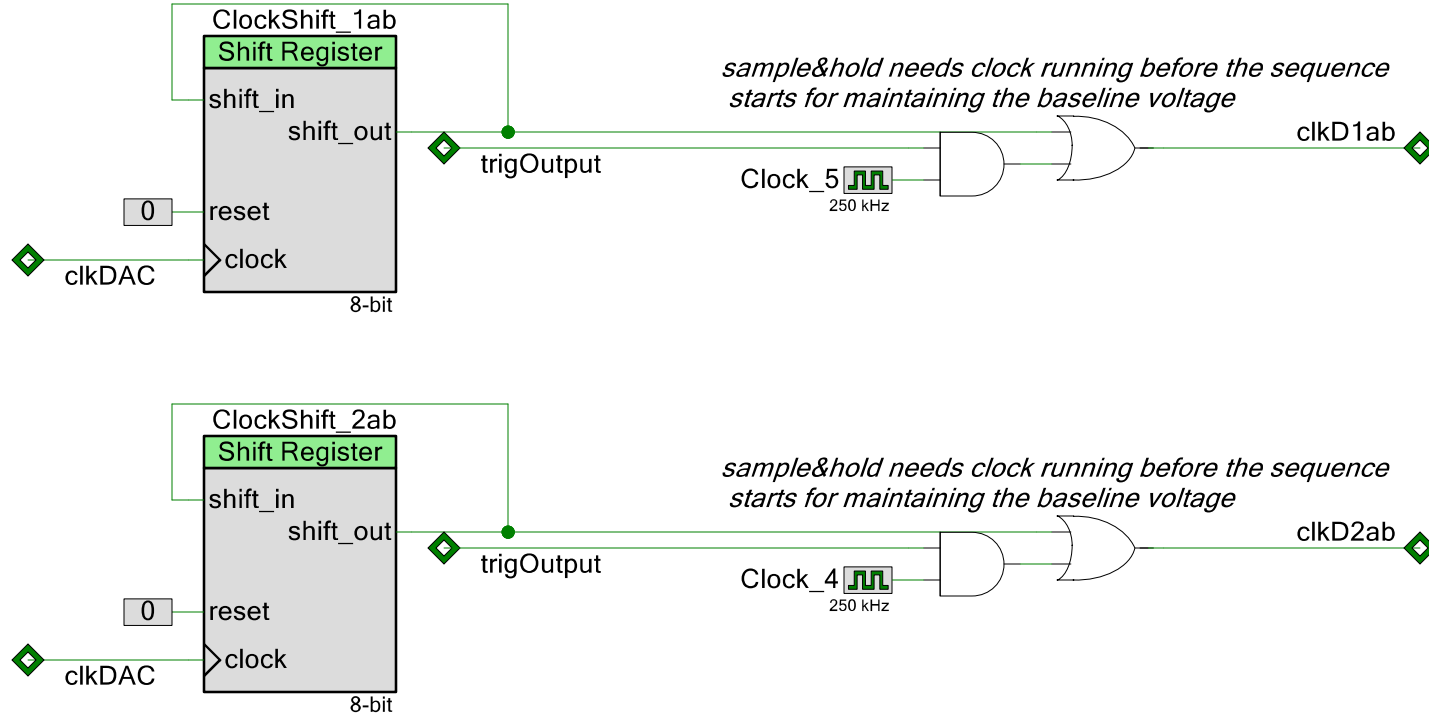 ClockShift_1ab
Shift Register
shift_in
shift_out
reset
0
clock
clkDAC
8-bit
trigOutput
sample&hold needs clock running before the sequence
starts for maintaining the baseline voltage
Clock_5
250 kHz
clkD1ab
ClockShift_2ab
Shift Register
shift_in
shift_out
reset
0
clock
clkDAC
8-bit
trigOutput
sample&hold needs clock running before the sequence
starts for maintaining the baseline voltage
Clock_4
250 kHz
clkD2ab